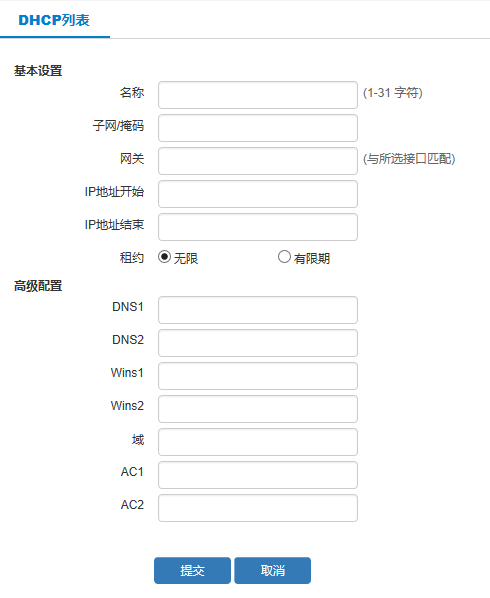 DHCP列表
基本设置
名称 (1-31 字符)
子网/掩码
网关 (与所选接口匹配)
IP地址开始
IP地址结束
租约 无限 有限期
高级配置
DNS1
DNS2
Wins1
Wins2
域
AC1
AC2
提交 取消